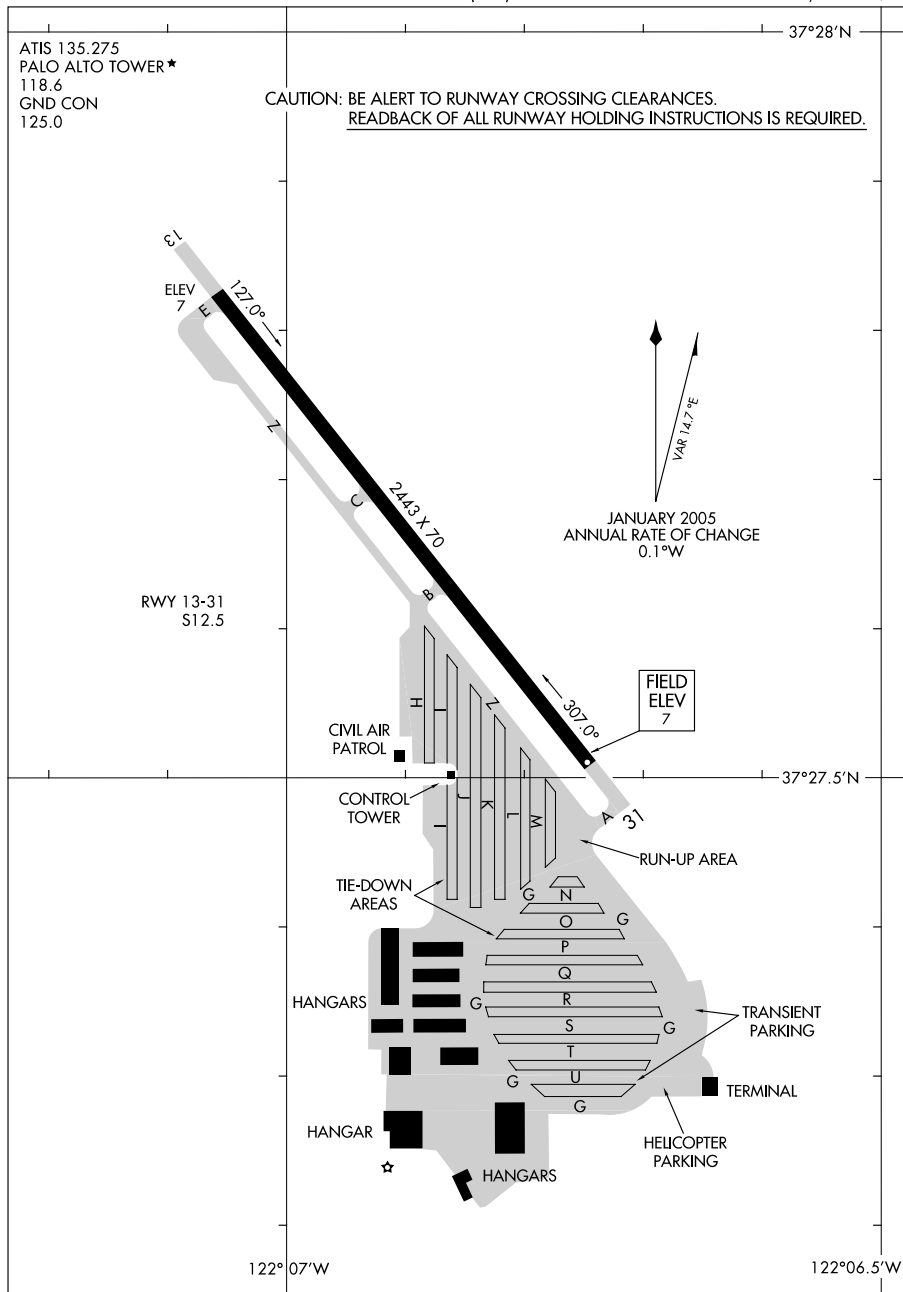 37°28'N
ATIS 135.275
PALO ALTO TOWER★
118.6
GND CON
125.0
CAUTION: BE ALERT TO RUNWAY CROSSING CLEARANCES.
READBACK OF ALL RUNWAY HOLDING INSTRUCTIONS IS REQUIRED.
13
ELEV
7
E
127.0°
VAR 14.7°E
Z
C
2443 X 70
JANUARY 2005
ANNUAL RATE OF CHANGE
0.1°W
B
RWY 13-31
S12.5
H
I
Z
307.0°
FIELD
ELEV
7
CIVIL AIR
PATROL
37°27.5'N
CONTROL
TOWER
I
J
K
L
L
M
A
31
RUN-UP AREA
TIE-DOWN
AREAS
G
N
O
G
P
Q
HANGARS
G
R
S
G
TRANSIENT
PARKING
T
G
U
G
TERMINAL
HANGAR
HELICOPTER
PARKING
HANGARS
122°07'W
122°06.5'W